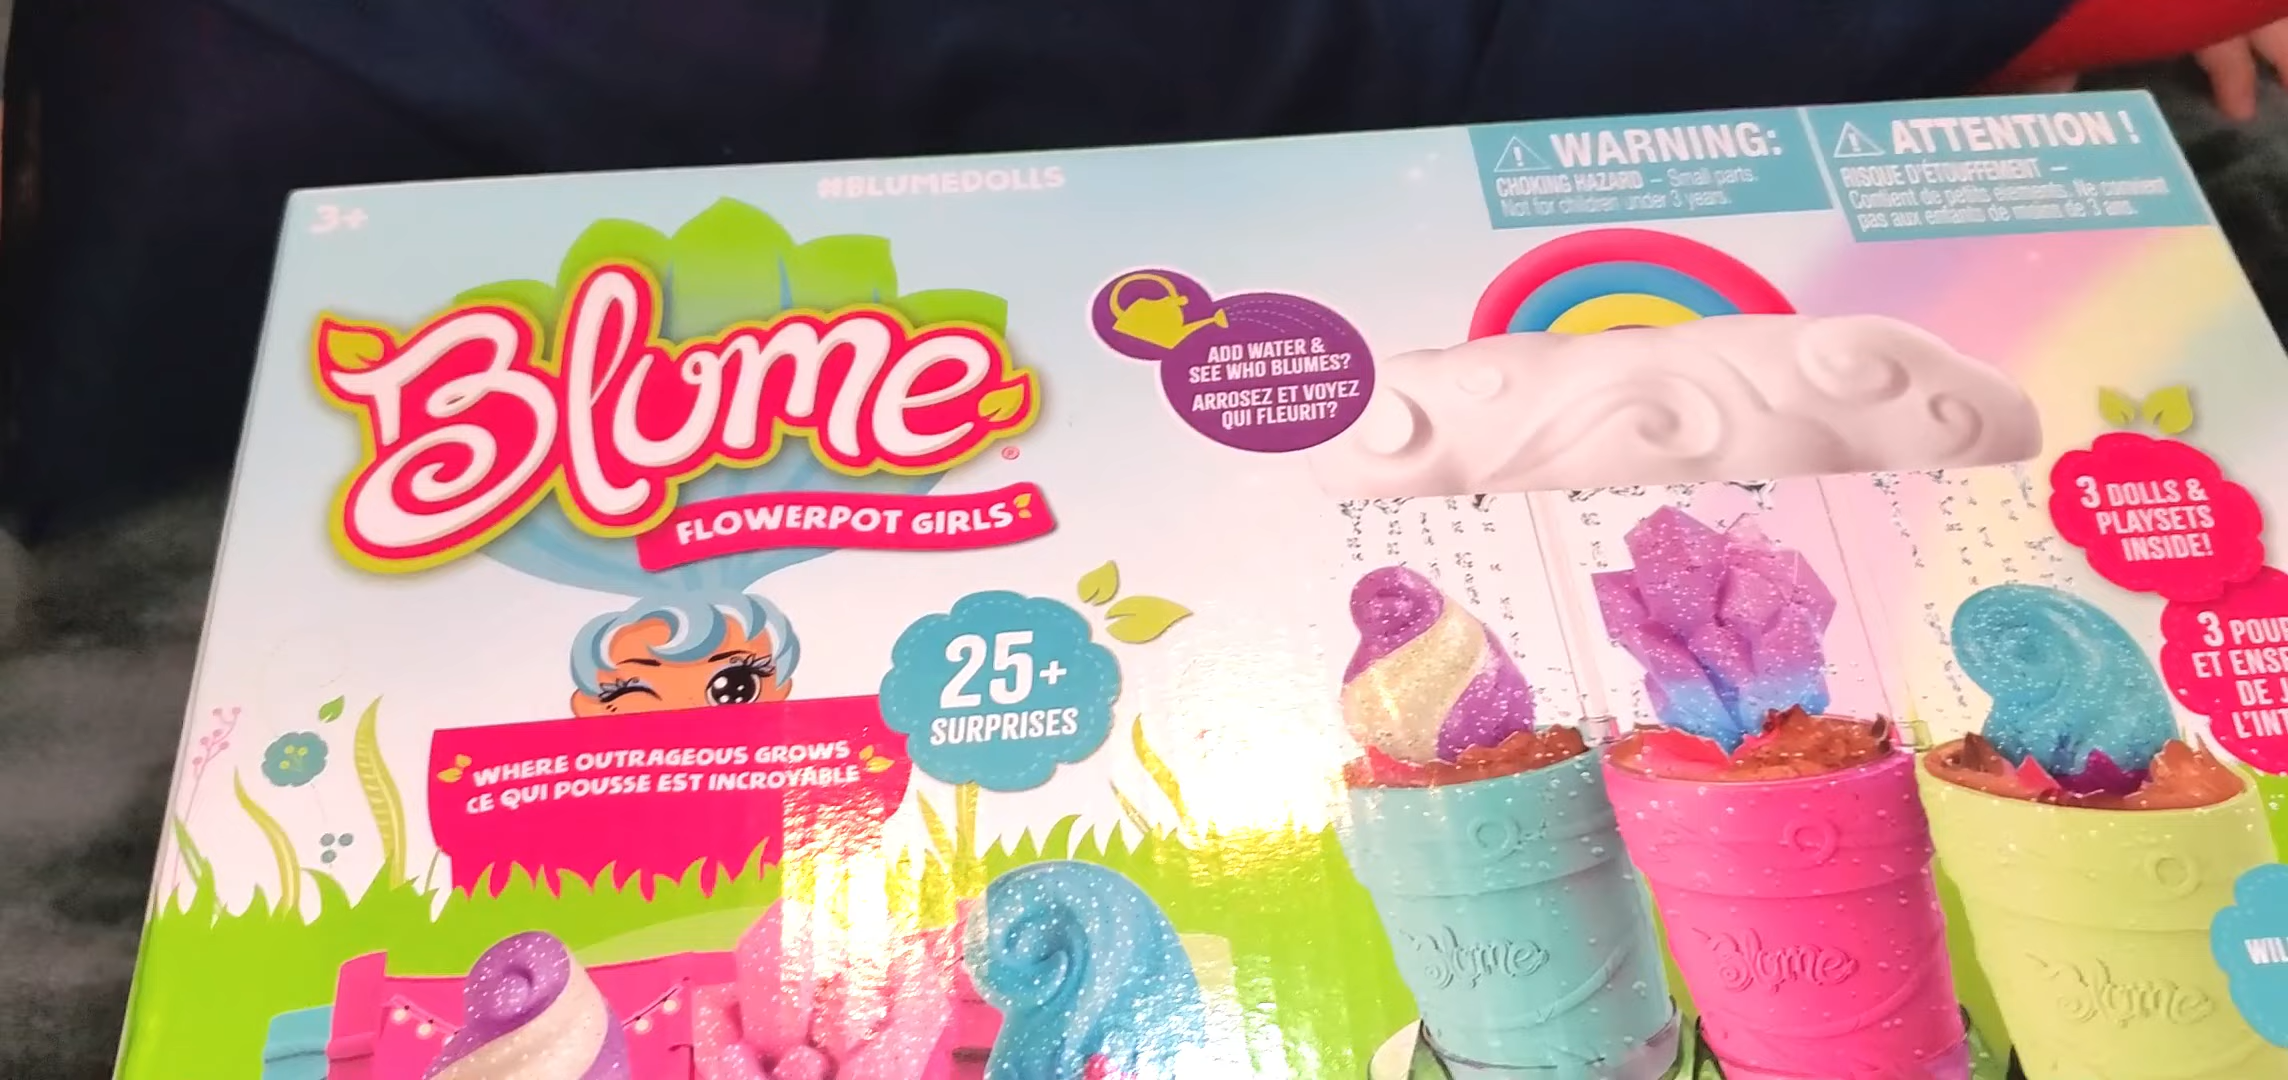 #BLUMEDOLLS
3+
WARNING:
CHOKING HAZARD – Small parts.
Not for children under 3 years.
ATTENTION !
RISQUE D'ÉTOUFFEMENT –
Contient de petits éléments. Ne convient
pas aux enfants de moins de 3 ans.
Blume®
FLOWERPOT GIRLS
ADD WATER &
SEE WHO BLUMES?
ARROSEZ ET VOYEZ
QUI FLEURIT?
3 DOLLS &
PLAYSETS
INSIDE!
3
ET
DE
25+
SURPRISES
WHERE OUTRAGEOUS GROWS
CE QUI POUSSE EST INCROYABLE
Blume
Blume
Blume